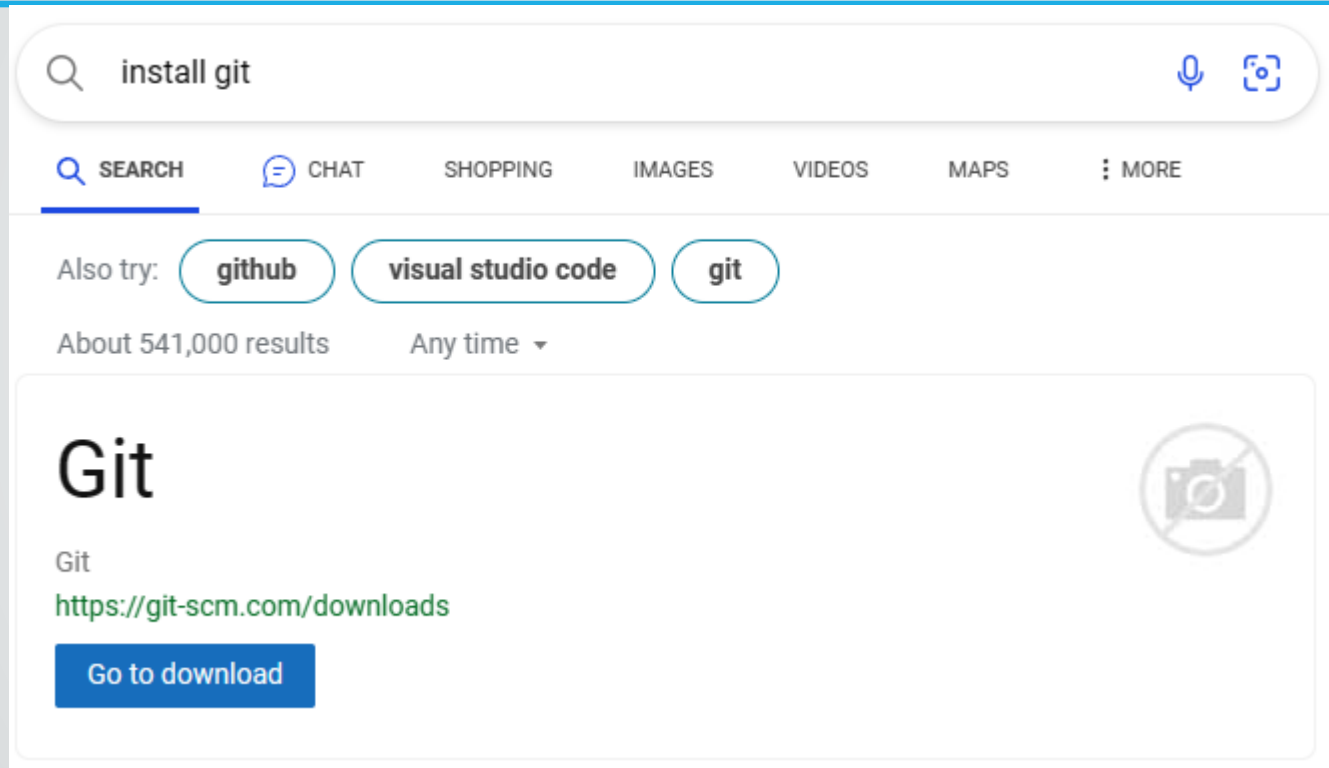 install git
SEARCH CHAT SHOPPING IMAGES VIDEOS MAPS MORE
Also try: github visual studio code git
About 541,000 results Any time
Git
Git
https://git-scm.com/downloads
Go to download